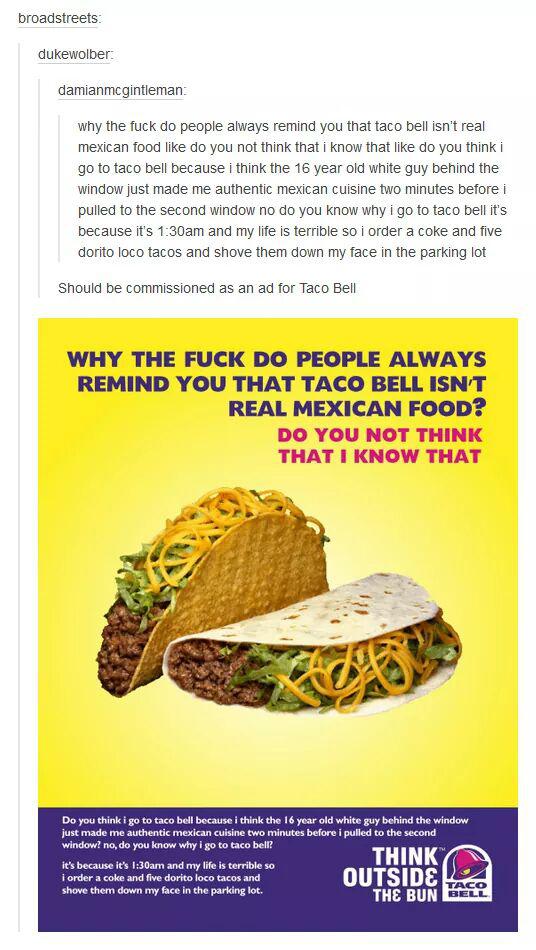 broadstreets:
dukewolber:
damianmcgintleman:
why the fuck do people always remind you that taco bell isn't real
mexican food like do you not think that i know that like do you think i
go to taco bell because i think the 16 year old white guy behind the
window just made me authentic mexican cuisine two minutes before i
pulled to the second window no do you know why i go to taco bell it's
because it's 1:30am and my life is terrible so i order a coke and five
dorito loco tacos and shove them down my face in the parking lot
Should be commissioned as an ad for Taco Bell
WHY THE FUCK DO PEOPLE ALWAYS
REMIND YOU THAT TACO BELL ISN'T
REAL MEXICAN FOOD?
DO YOU NOT THINK
THAT I KNOW THAT
Do you think i go to taco bell because i think the 16 year old white guy behind the window
just made me authentic mexican cuisine two minutes before i pulled to the second
window? no, do you know why i go to taco bell?
it's because it's 1:30am and my life is terrible so
i order a coke and five dorito loco tacos and
shove them down my face in the parking lot.
THINK™
OUTSIDE
THE BUN
TACO
BELL